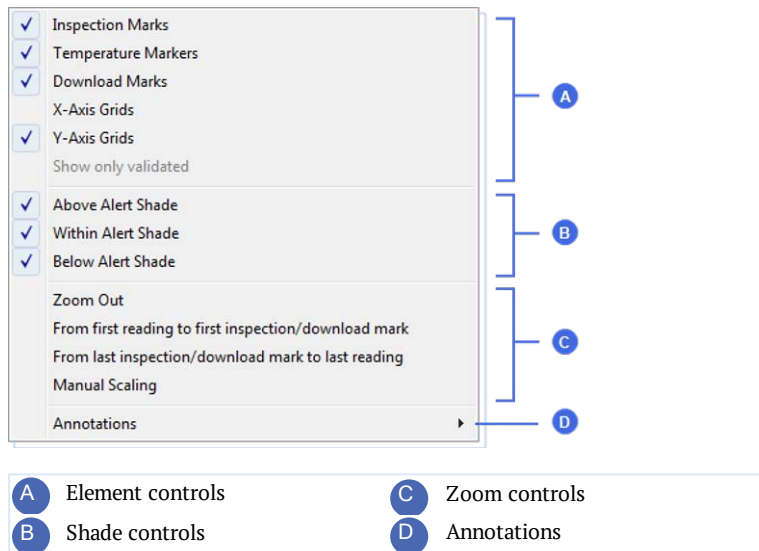 Inspection Marks
Temperature Markers
Download Marks
X-Axis Grids
Y-Axis Grids
Show only validated
A
Above Alert Shade
Within Alert Shade
Below Alert Shade
B
Zoom Out
From first reading to first inspection/download mark
From last inspection/download mark to last reading
Manual Scaling
C
Annotations
D
A Element controls
B Shade controls
C Zoom controls
D Annotations